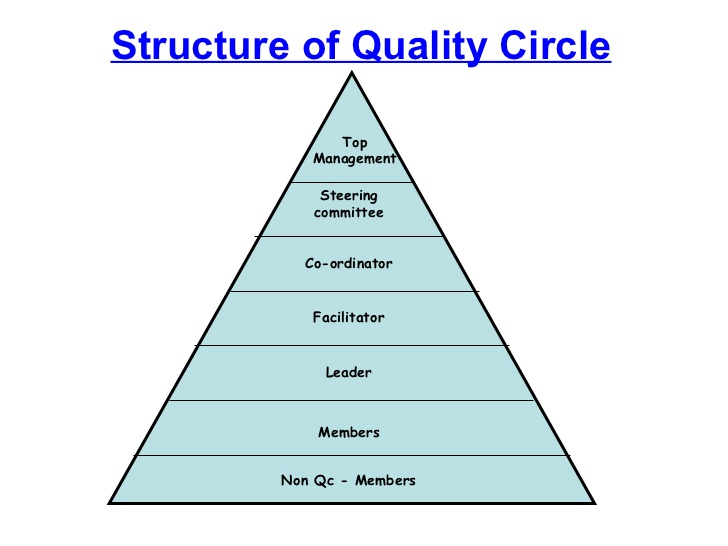 Structure of Quality Circle
Top
Management
Steering
committee
Co-ordinator
Facilitator
Leader
Members
Non Qc - Members